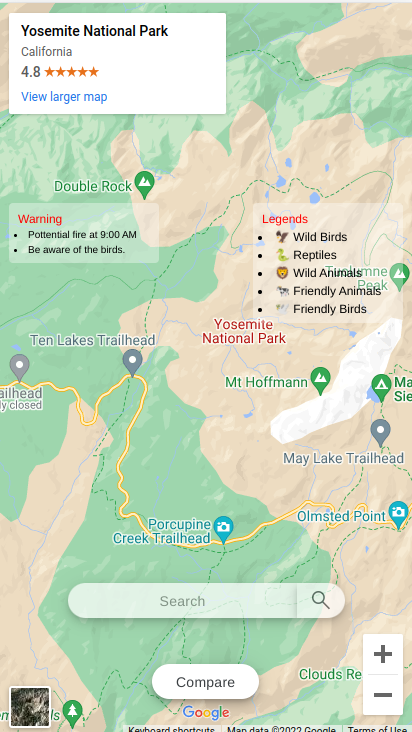 Yosemite National Park
California
4.8
View larger map
Double Rock
Warning
Pottential fire at 9:00 AM
Be aware of the birds.
Legends
Wild Birds
Reptiles
Wild Animals
Friendly Animals
Friendly Birds
Tuolumne
Peak
Yosemite
National Park
Ten Lakes Trailhead
ailhead
ly closed
Mt Hoffmann
Ma
Sie
May Lake Trailhead
Porcupine
Creek Trailhead
Olmsted Point
Search
Compare
Clouds Re
Google
Keyboard shortcuts
Map data ©2022 Google
Terms of Use